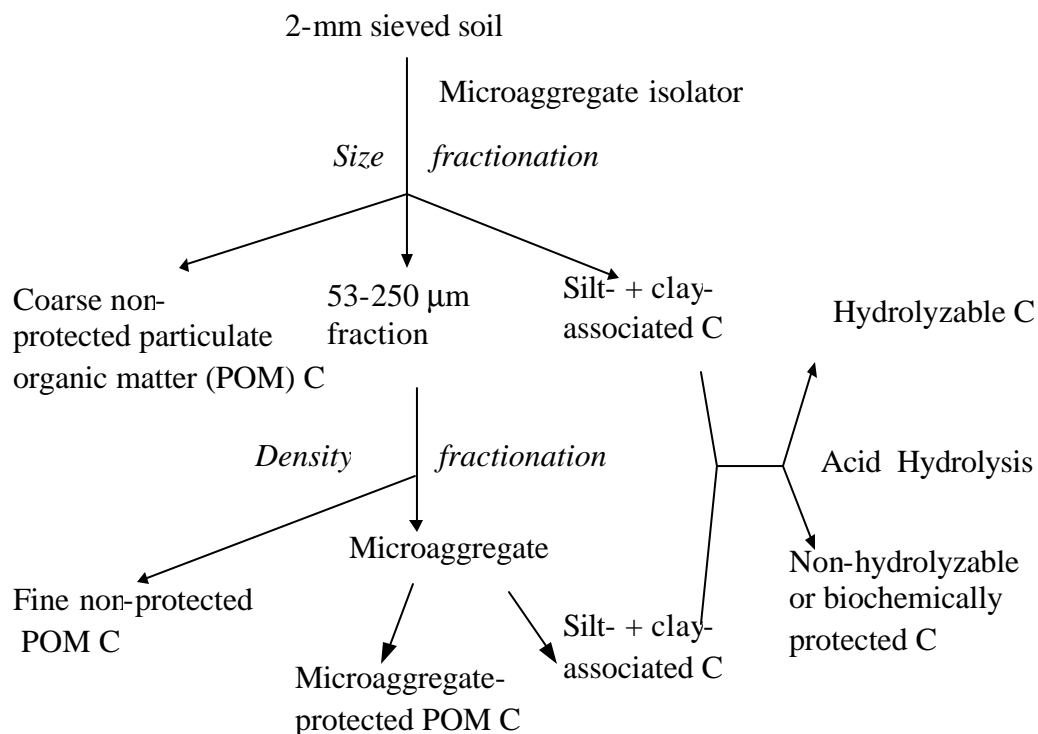 2-mm sieved soil
Microaggregate isolator
Size fractionation
Coarse non-
protected particulate
organic matter (POM) C
53-250 μm
fraction
Silt- + clay-
associated C
Hydrolyzable C
Density fractionation
Acid Hydrolysis
Microaggregate
Fine non-protected
POM C
Non-hydrolyzable
or biochemically
protected C
Silt- + clay-
associated C
Microaggregate-
protected POM C